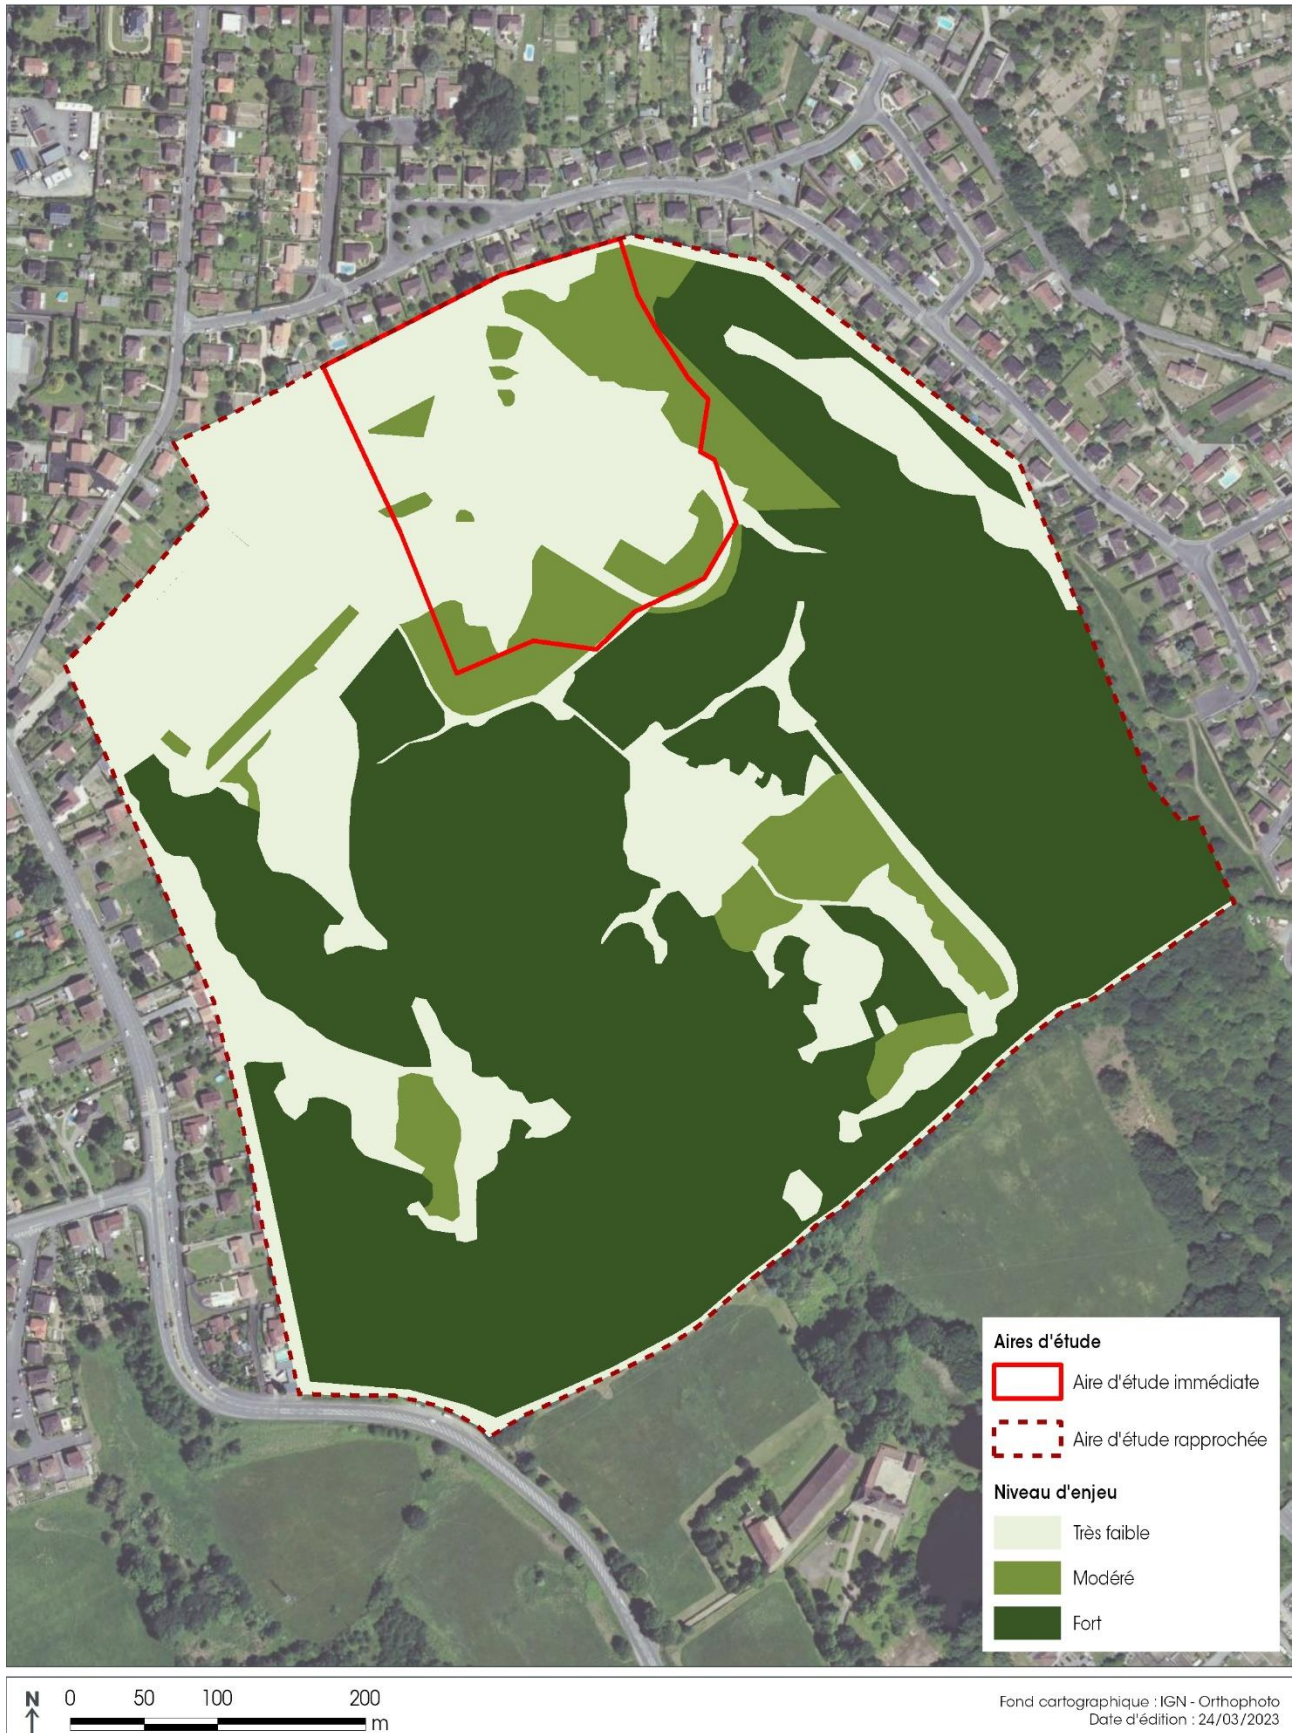 Aires d'étude
Aire d'étude immédiate
Aire d'étude rapprochée
Niveau d'enjeu
Très faible
Modéré
Fort
N
0 50 100 200
m
Fond cartographique : IGN - Orthophoto
Date d'édition : 24/03/2023